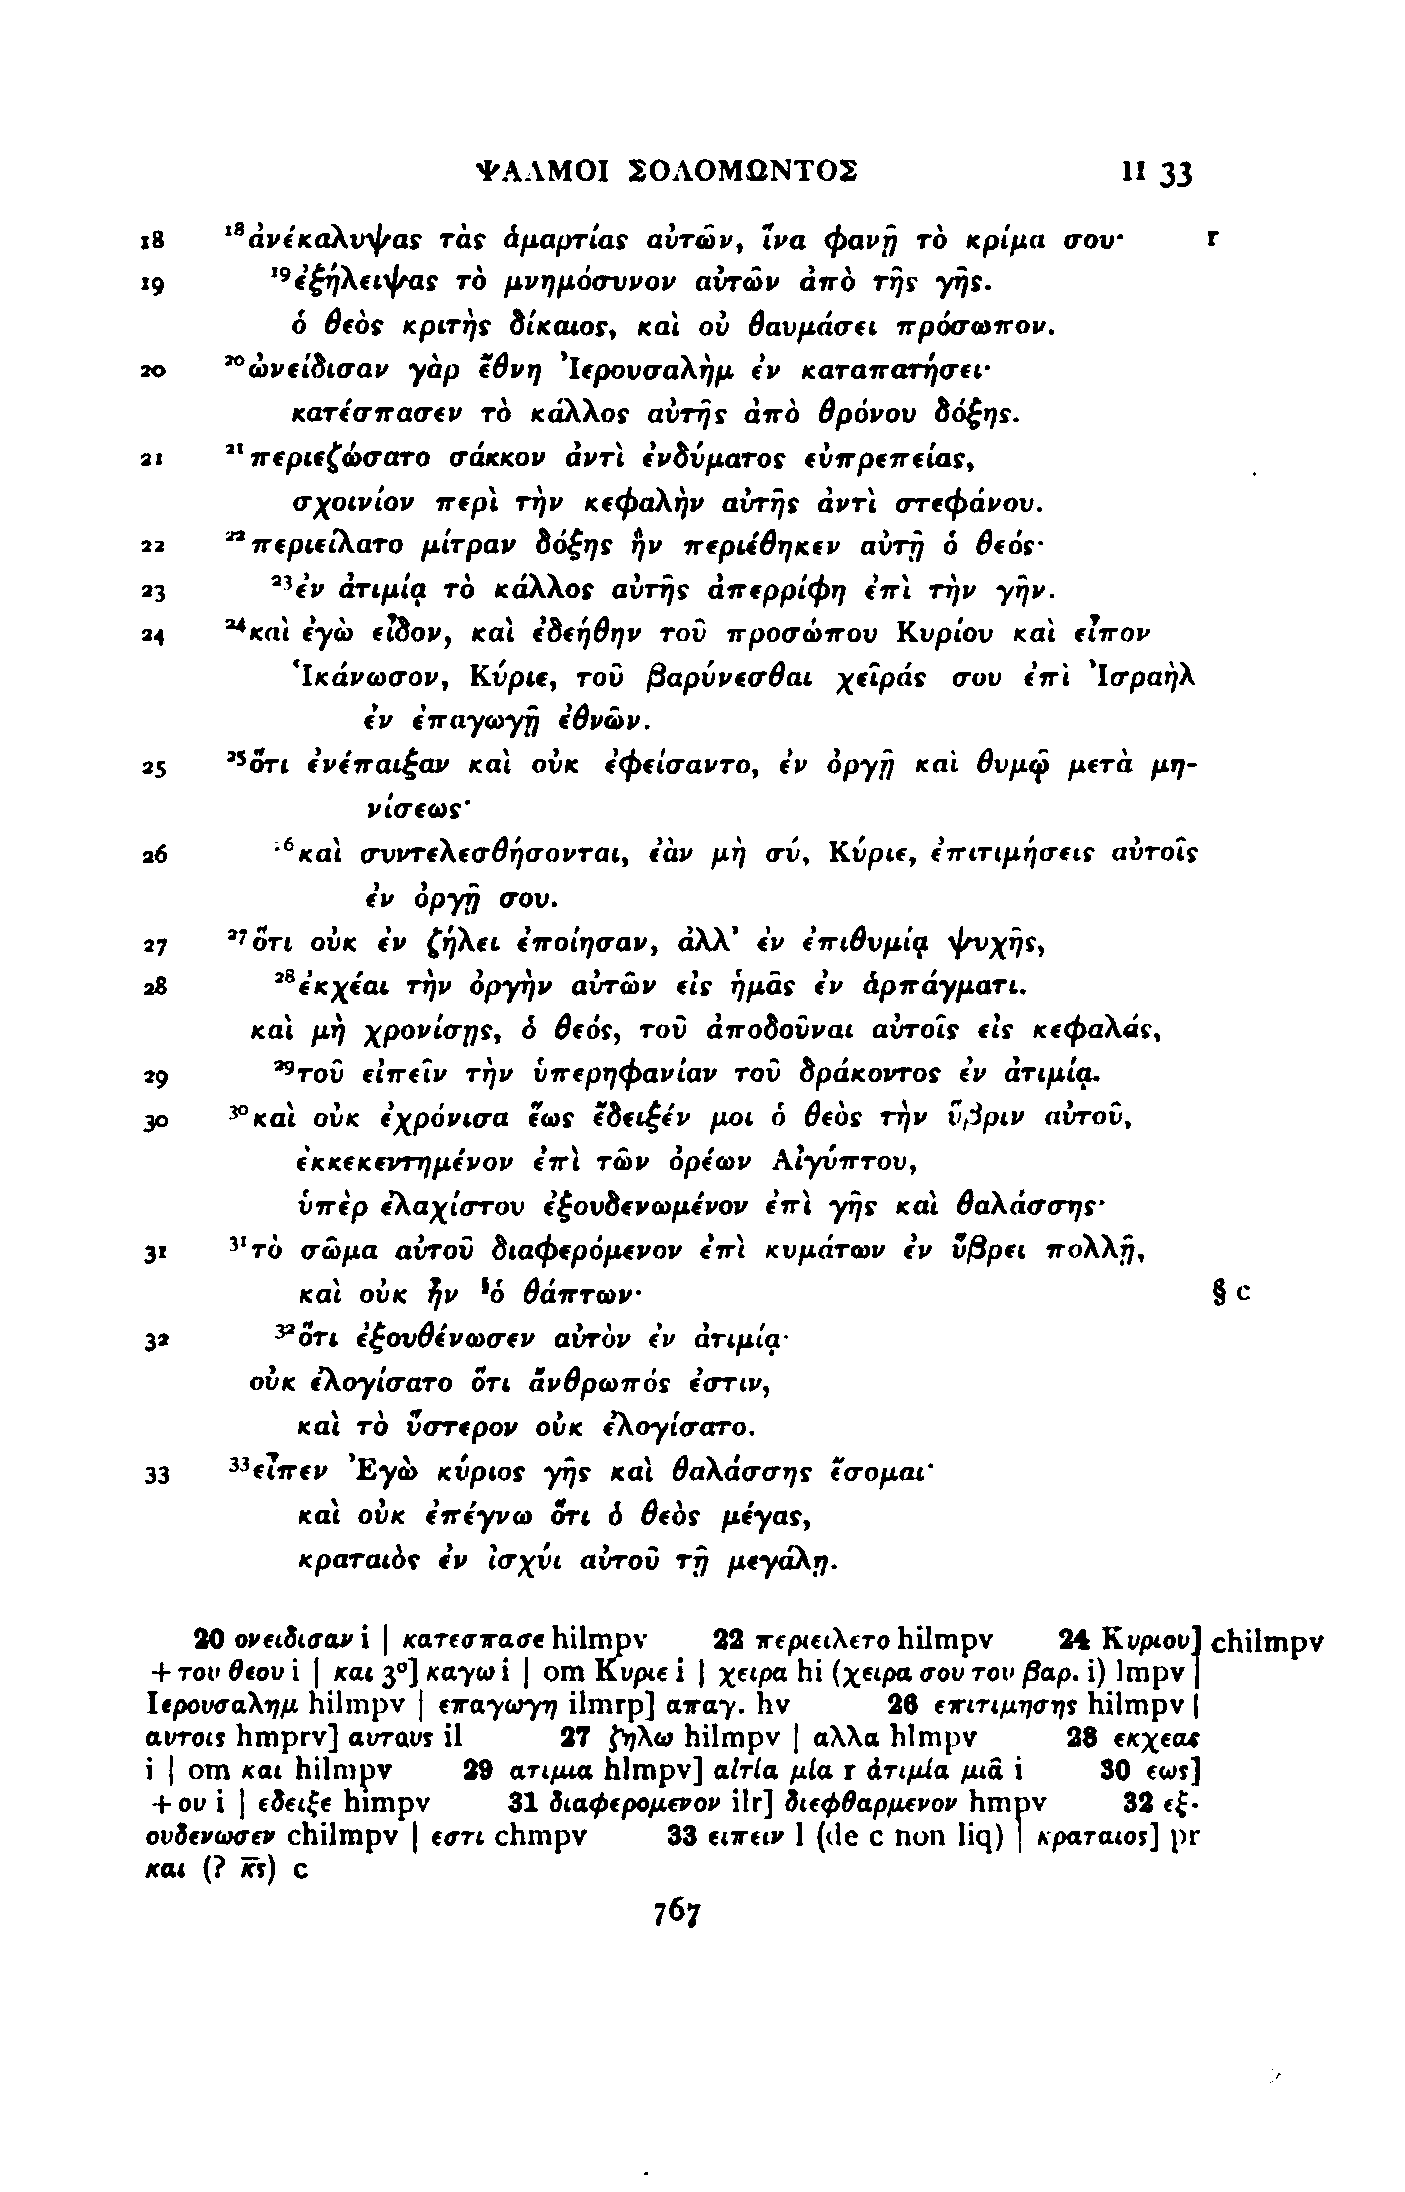 ΨΑΛΜΟΙ ΣΟΛΟΜΩΝΤΟΣ II 33
18 ¹⁸ἀνέκαλυψας τὰς ἁμαρτίας αὐτῶν, ἵνα φανῇ τὸ κρίμα σου· r
19 ¹⁹ἐξήλειψας τὸ μνημόσυνον αὐτῶν ἀπὸ τῆς γῆς.
ὁ θεὸς κριτὴς δίκαιος, καὶ οὐ θαυμάσει πρόσωπον.
20 ²⁰ὠνείδισαν γὰρ ἔθνη Ἰερουσαλὴμ ἐν καταπατήσει·
κατέσπασεν τὸ κάλλος αὐτῆς ἀπὸ θρόνου δόξης.
21 ²¹περιεζώσατο σάκκον ἀντὶ ἐνδύματος εὐπρεπείας,
σχοινίον περὶ τὴν κεφαλὴν αὐτῆς ἀντὶ στεφάνου.
22 ²²περιείλατο μίτραν δόξης ἣν περιέθηκεν αὐτῇ ὁ θεός·
23 ²³ἐν ἀτιμίᾳ τὸ κάλλος αὐτῆς ἀπερρίφη ἐπὶ τὴν γῆν.
24 ²⁴καὶ ἐγὼ εἶδον, καὶ ἐδεήθην τοῦ προσώπου Κυρίου καὶ εἶπον
Ἱκάνωσον, Κύριε, τοῦ βαρύνεσθαι χεῖράς σου ἐπὶ Ἰσραὴλ
ἐν ἐπαγωγῇ ἐθνῶν.
25 ²⁵ὅτι ἐνέπαιξαν καὶ οὐκ ἐφείσαντο, ἐν ὀργῇ καὶ θυμῷ μετὰ μη-
νίσεως·
26 ²⁶καὶ συντελεσθήσονται, ἐὰν μὴ σύ, Κύριε, ἐπιτιμήσεις αὐτοῖς
ἐν ὀργῇ σου.
27 ²⁷ὅτι οὐκ ἐν ζήλει ἐποίησαν, ἀλλ’ ἐν ἐπιθυμίᾳ ψυχῆς,
28 ²⁸ἐκχέαι τὴν ὀργὴν αὐτῶν εἰς ἡμᾶς ἐν ἁρπάγματι.
καὶ μὴ χρονίσῃς, ὁ θεός, τοῦ ἀποδοῦναι αὐτοῖς εἰς κεφαλάς,
29 ²⁹τοῦ εἰπεῖν τὴν ὑπερηφανίαν τοῦ δράκοντος ἐν ἀτιμίᾳ.
30 ³⁰καὶ οὐκ ἐχρόνισα ἕως ἔδειξέν μοι ὁ θεὸς τὴν ὕβριν αὐτοῦ,
ἐκκεκεντημένον ἐπὶ τῶν ὀρέων Αἰγύπτου,
ὑπὲρ ἐλαχίστου ἐξουδενωμένον ἐπὶ γῆς καὶ θαλάσσης·
31 ³¹τὸ σῶμα αὐτοῦ διαφερόμενον ἐπὶ κυμάτων ἐν ὕβρει πολλῇ,
καὶ οὐκ ἦν §ὁ θάπτων· § c
32 ³²ὅτι ἐξουθένωσεν αὐτὸν ἐν ἀτιμίᾳ·
οὐκ ἐλογίσατο ὅτι ἄνθρωπός ἐστιν,
καὶ τὸ ὕστερον οὐκ ἐλογίσατο.
33 ³³εἶπεν Ἐγὼ κύριος γῆς καὶ θαλάσσης ἔσομαι·
καὶ οὐκ ἐπέγνω ὅτι ὁ θεὸς μέγας,
κραταιὸς ἐν ἰσχύι αὐτοῦ τῇ μεγάλῃ.
20 ονειδισαν i | κατεσπασε hilmpv 22 περιειλετο hilmpv 24 Κυριου] chilmpv
+ του θεου i | και 3°] καγω i | om Κυριε i | χειρα hi (χειρα σου του βαρ. i) lmpv |
Ιερουσαλημ hilmpv | επαγωγη ilmrp] απαγ. hv 26 επιτιμησης hilmpv |
αυτοις hmprv] αυτους il 27 ζηλω hilmpv | αλλα hlmpv 28 εκχεας
i | om και hilmpv 29 ατιμια hlmpv] αἰτία μία r ἀτιμία μιᾶ i 30 εως]
+ ου i | εδειξε himpv 31 διαφερομενον ilr] διεφθαρμενον hmpv 32 εξ-
ουδενωσεν chilmpv | εστι chmpv 33 ειπειν l (de c non liq) | κραταιος] pr
και (? κ̅ς̅) c
767